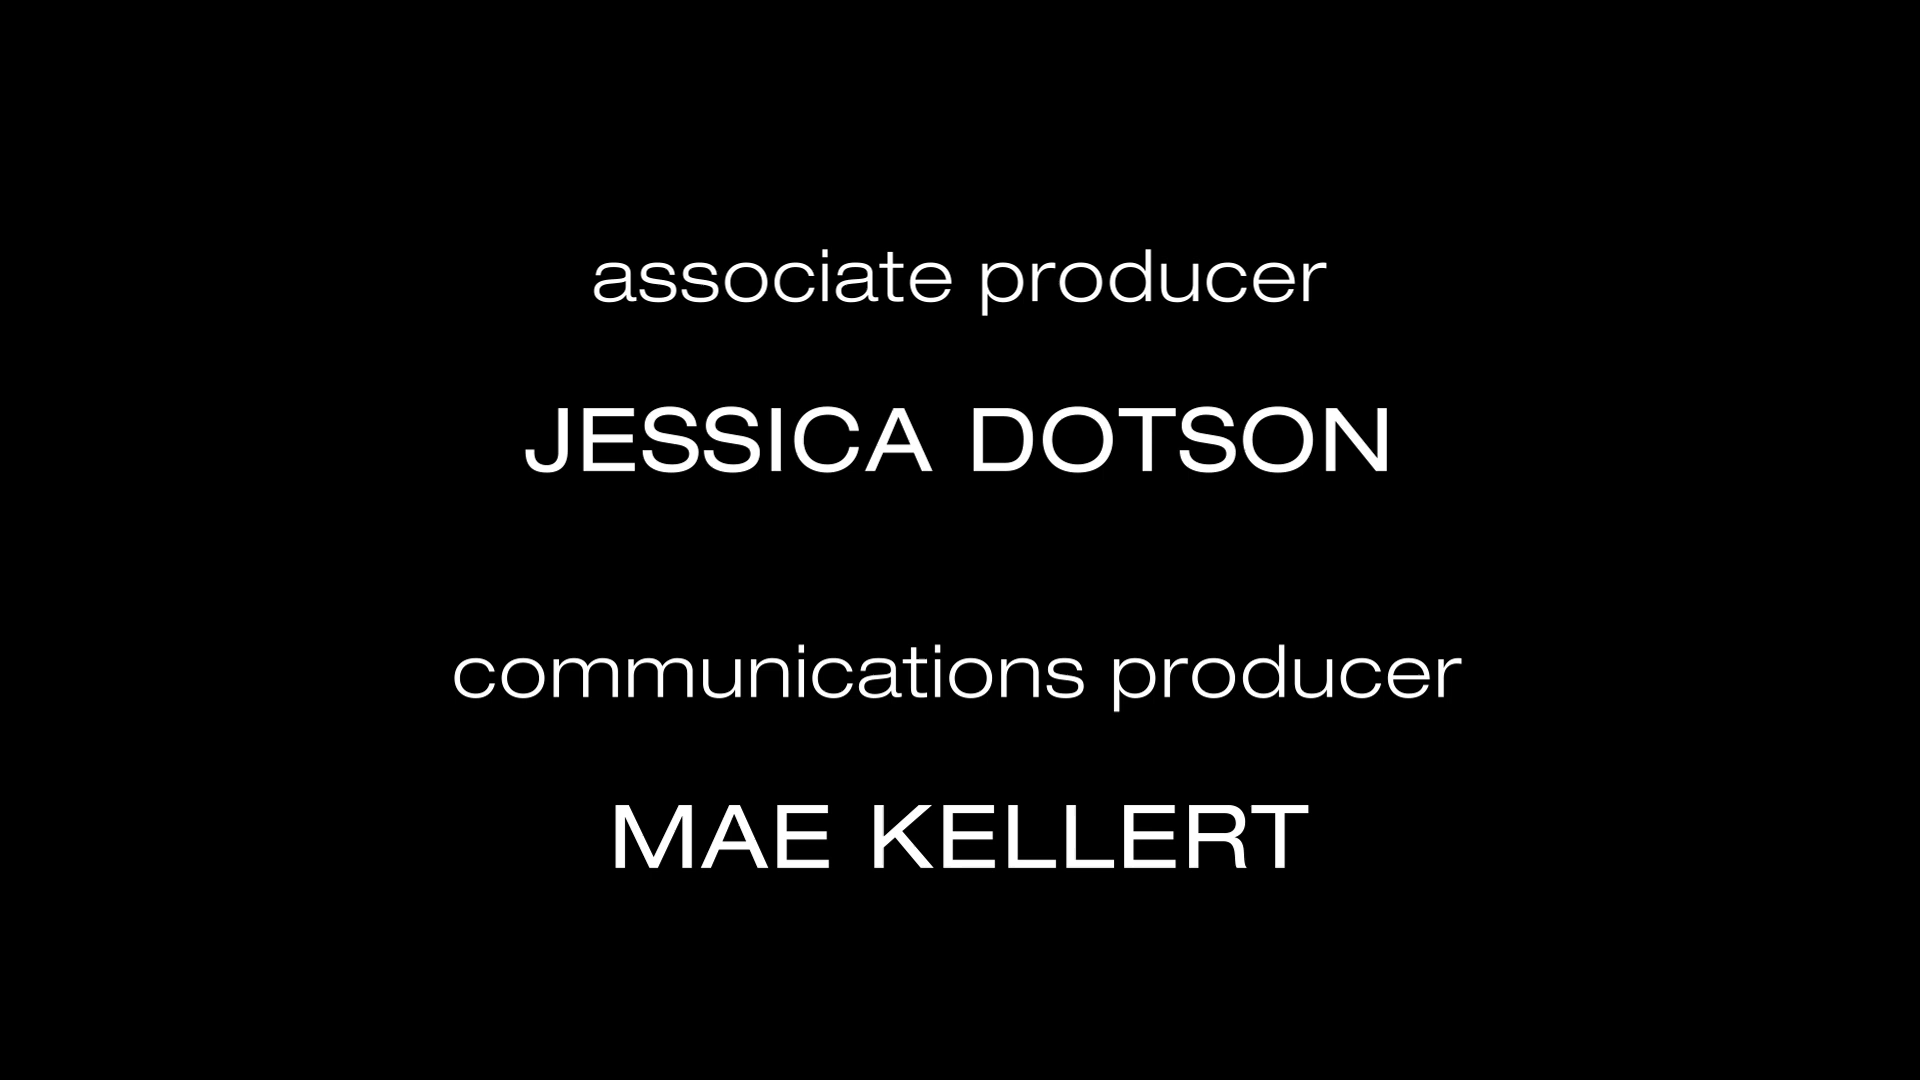 associate producer
JESSICA DOTSON
communications producer
MAE KELLERT